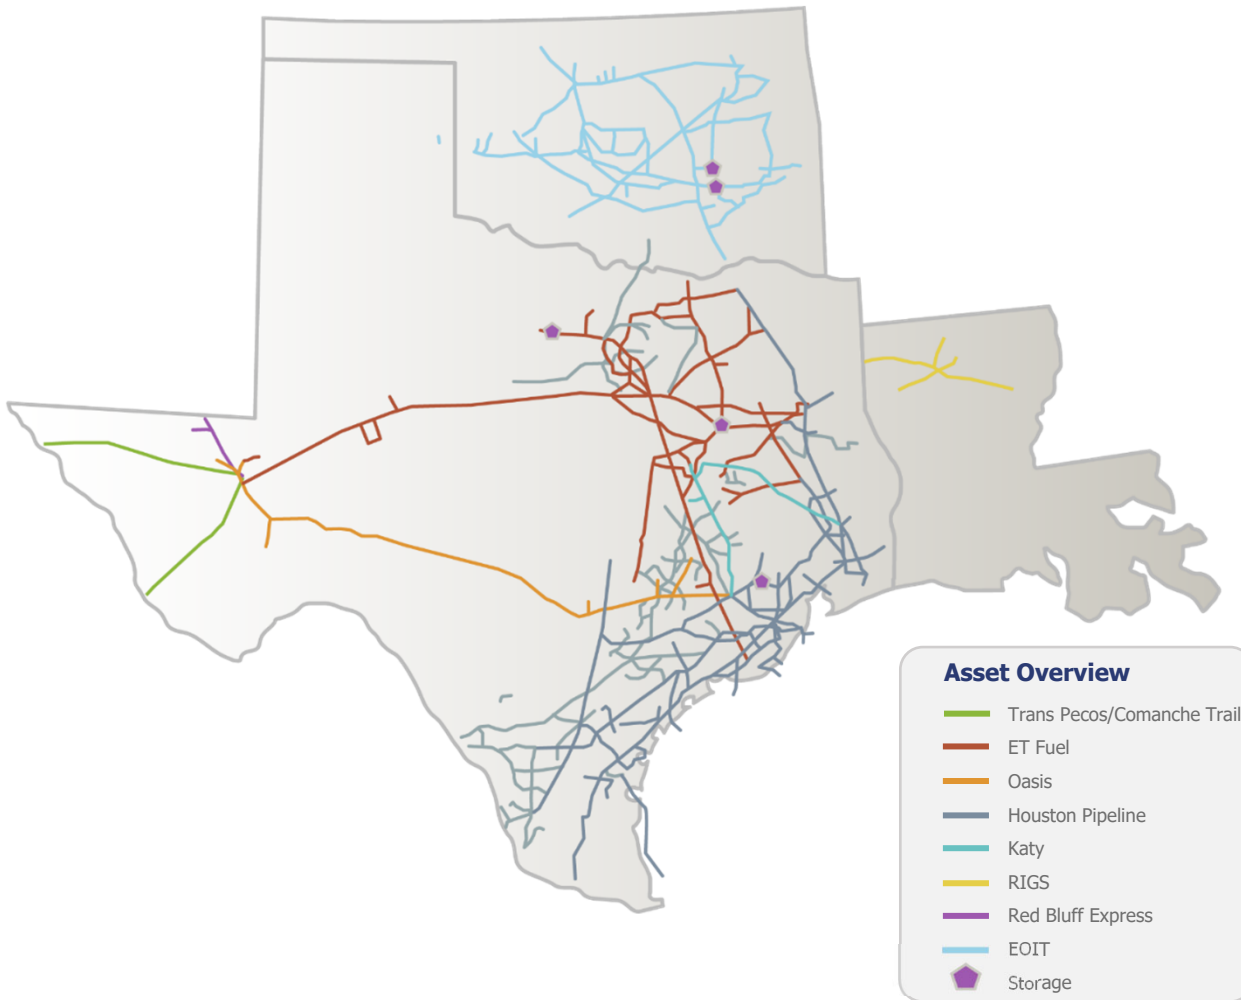 Asset Overview
Trans Pecos/Comanche Trail
ET Fuel
Oasis
Houston Pipeline
Katy
RIGS
Red Bluff Express
EOIT
Storage